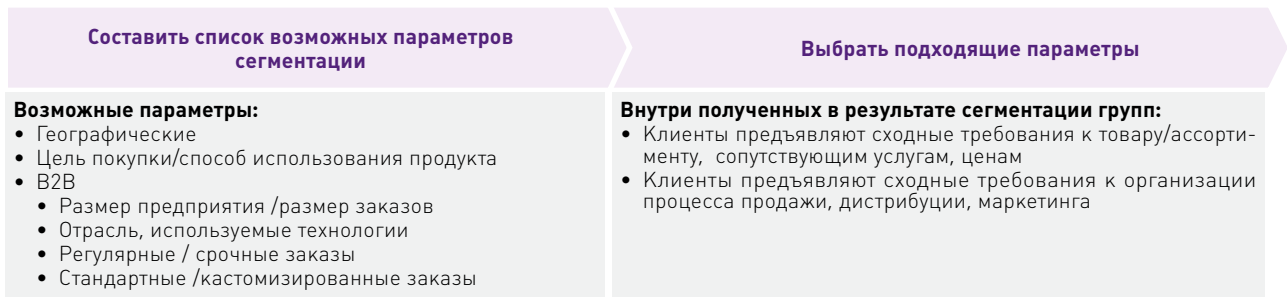 Составить список возможных параметров
сегментации
Выбрать подходящие параметры
Возможные параметры:
• Географические
• Цель покупки/способ использования продукта
• B2B
• Размер предприятия /размер заказов
• Отрасль, используемые технологии
• Регулярные / срочные заказы
• Стандартные /кастомизированные заказы
Внутри полученных в результате сегментации групп:
• Клиенты предъявляют сходные требования к товару/ассорти-
менту, сопутствующим услугам, ценам
• Клиенты предъявляют сходные требования к организации
процесса продажи, дистрибуции, маркетинга